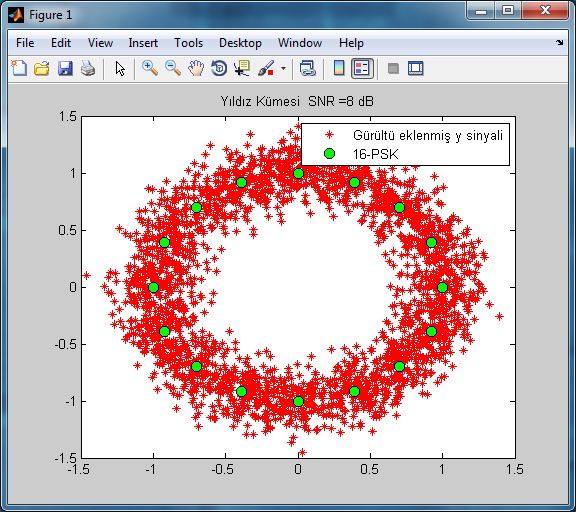 Figure 1
File Edit View Insert Tools Desktop Window Help
Yıldız Kümesi SNR =8 dB
Gürültü eklenmiş y sinyali
16-PSK
1.5
1
0.5
0
-0.5
-1
-1.5
-1.5 -1 -0.5 0 0.5 1 1.5